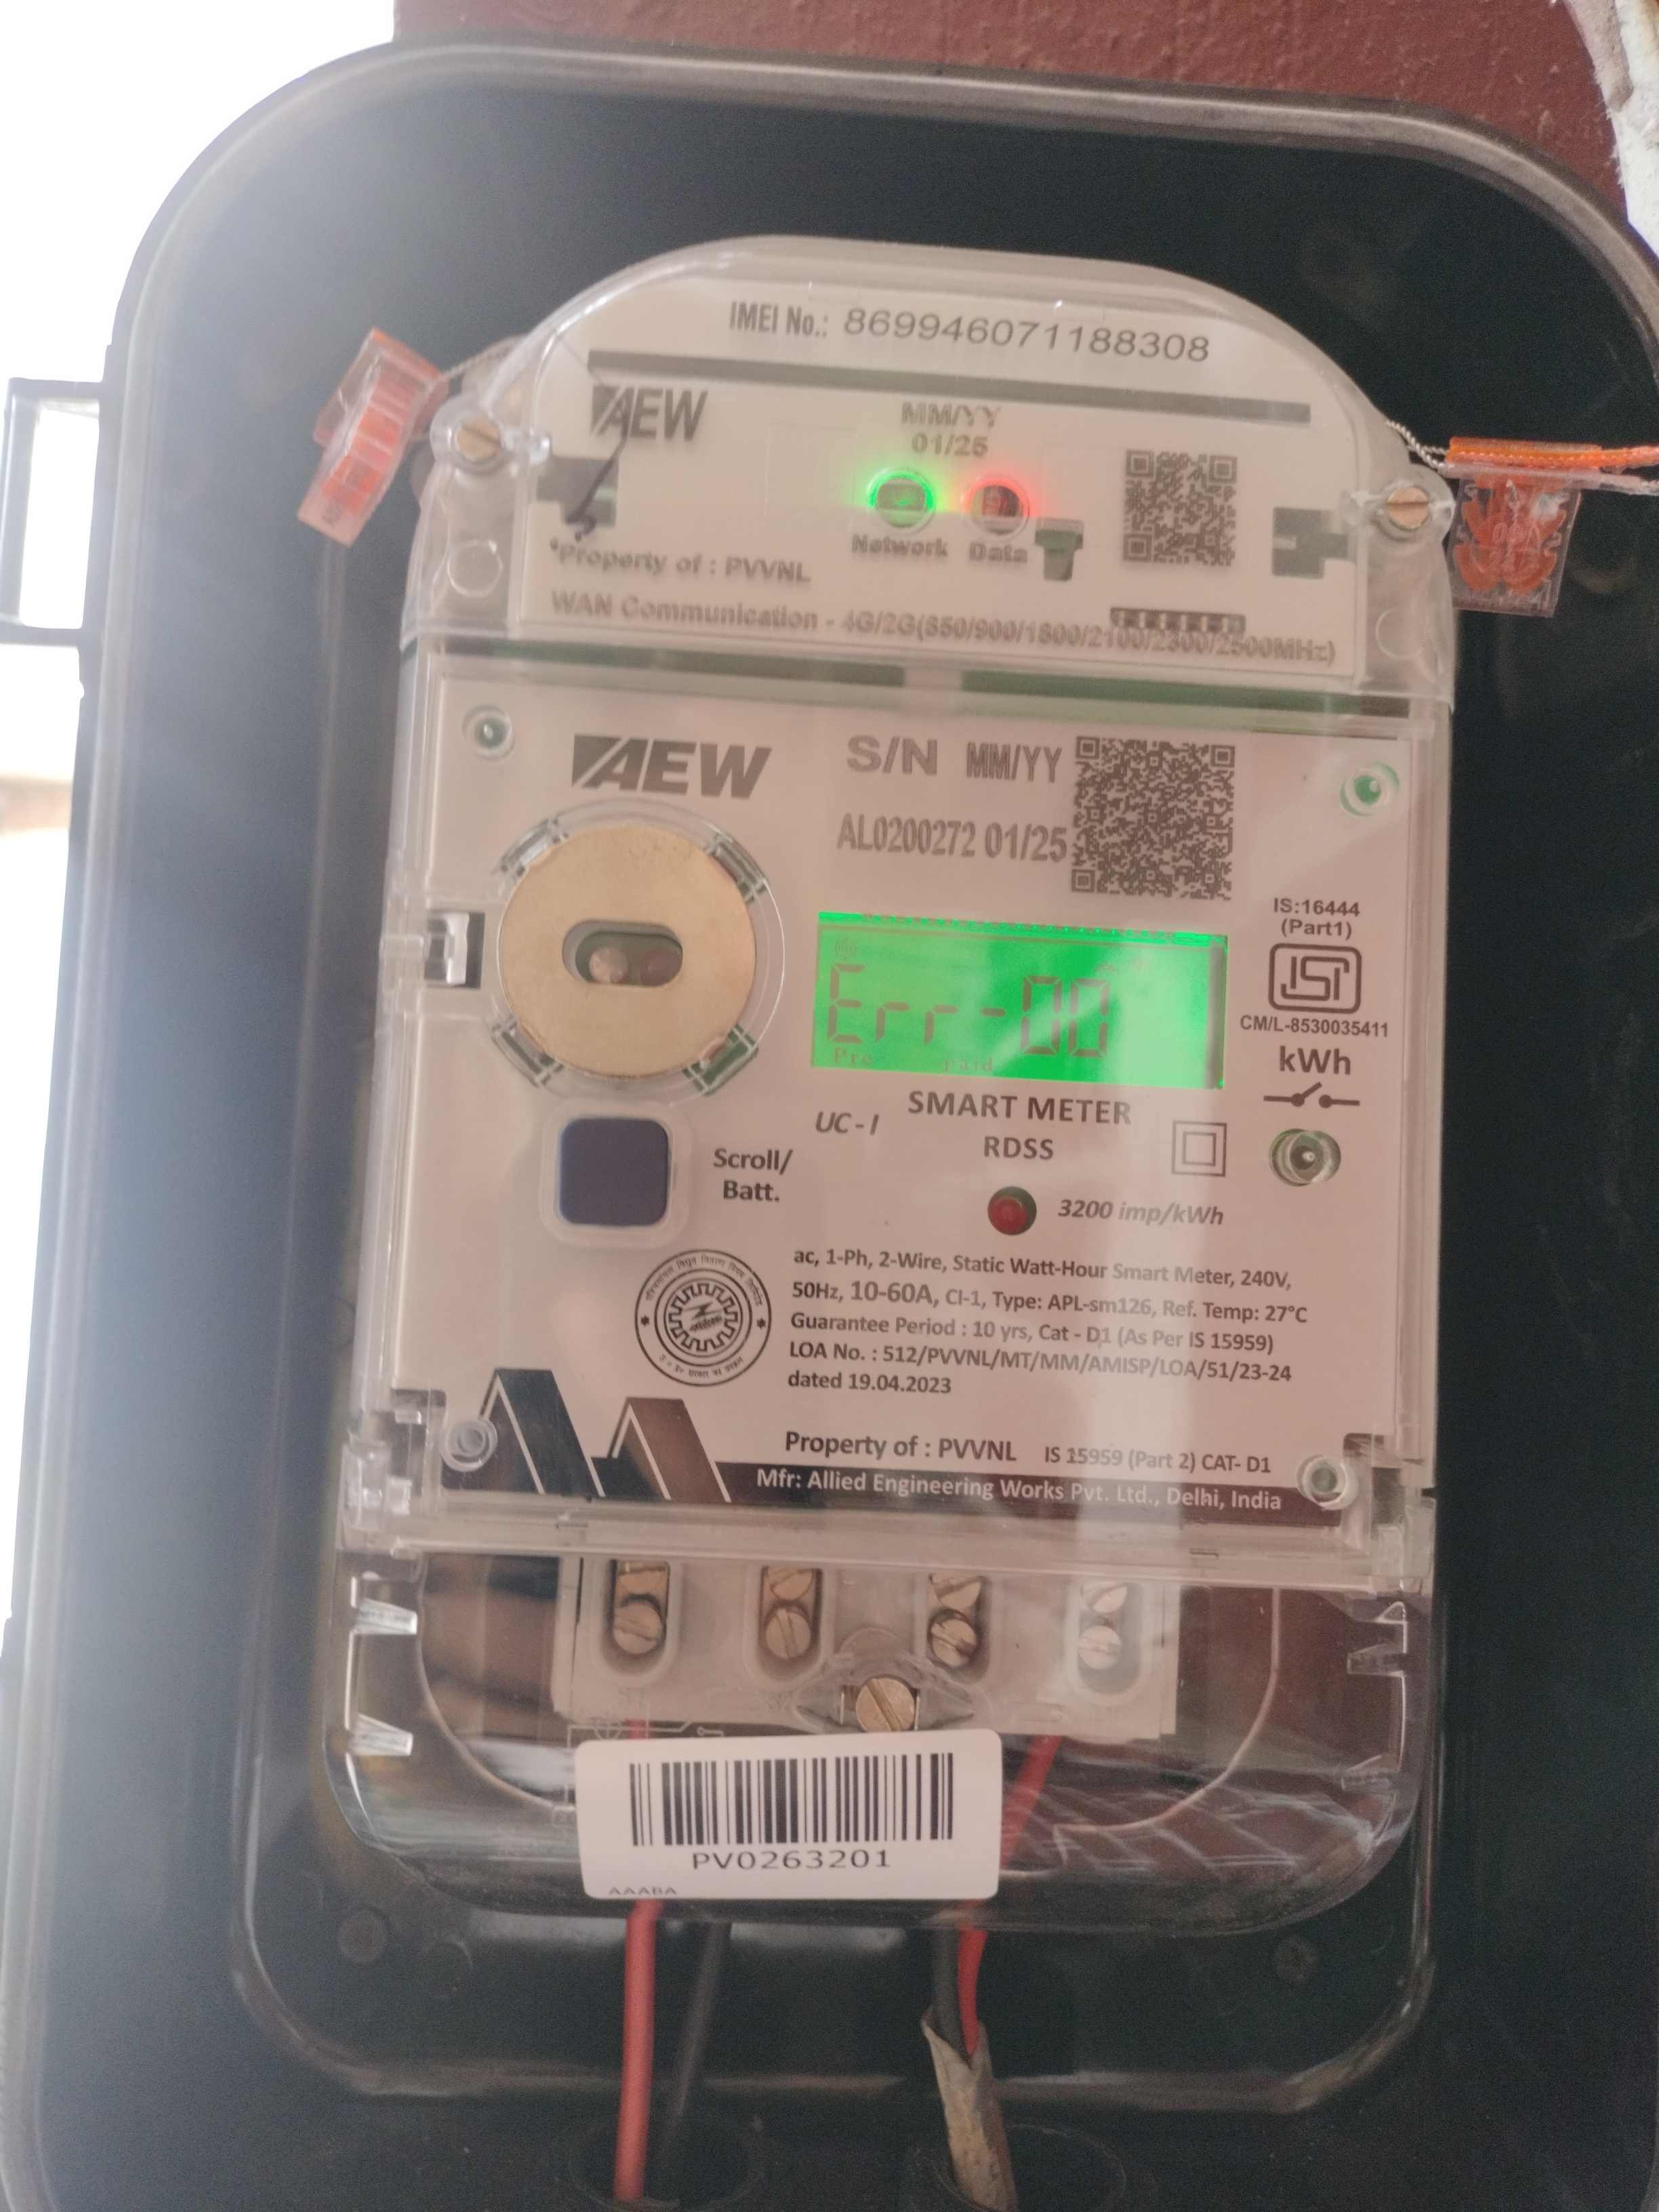 IMEI No.: 869946071188308
AEW
MM/YY
01/25
Network Data
Property of : PVVNL
WAN Communication - 4G/2G(850/900/1800/2100/2300/2500MHz)
AEW
S/N MM/YY
AL0200272 01/25
IS:16444
(Part1)
ISI
CM/L-8530035411
kWh
Err-00
Pre paid
UC-I
SMART METER
RDSS
Scroll/
Batt.
3200 imp/kWh
ac, 1-Ph, 2-Wire, Static Watt-Hour Smart Meter, 240V,
50Hz, 10-60A, Cl-1, Type: APL-sm126, Ref. Temp: 27°C
Guarantee Period : 10 yrs, Cat - D1 (As Per IS 15959)
LOA No. : 512/PVVNL/MT/MM/AMISP/LOA/51/23-24
dated 19.04.2023
Property of : PVVNL IS 15959 (Part 2) CAT- D1
Mfr: Allied Engineering Works Pvt. Ltd., Delhi, India
PV0263201